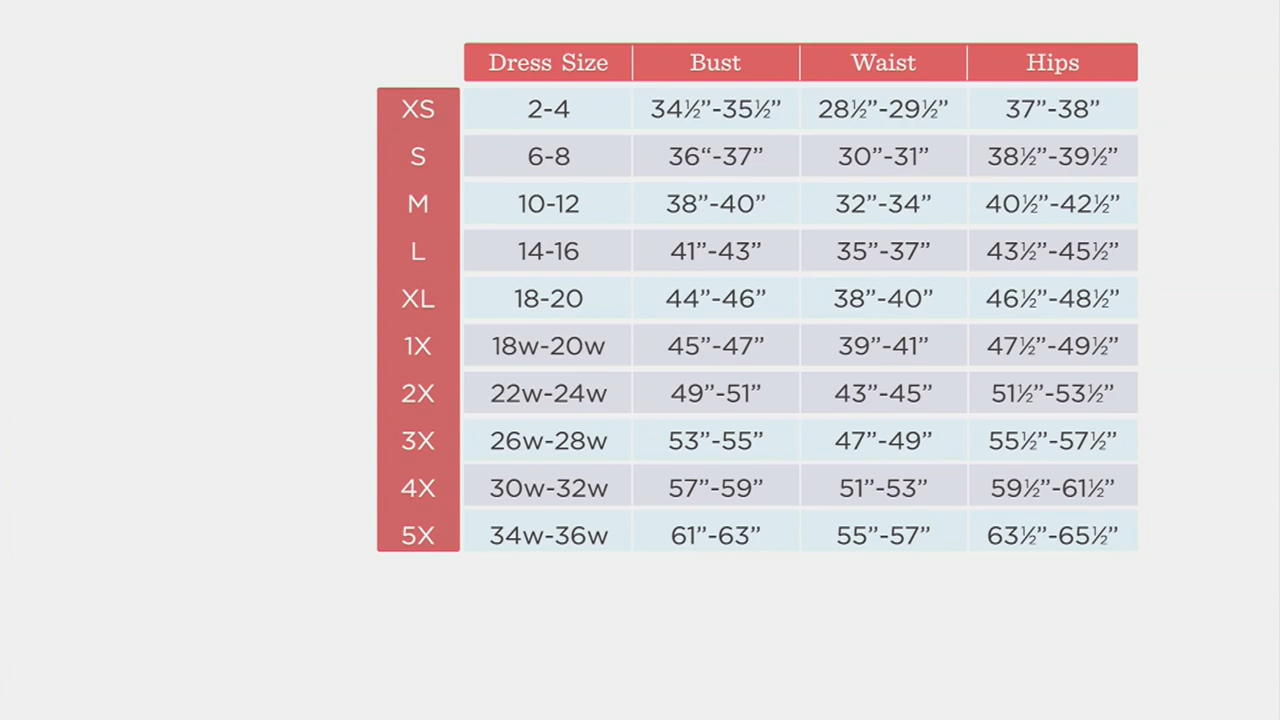 Dress Size Bust Waist Hips
XS 2-4 34½”-35½” 28½”-29½” 37”-38”
S 6-8 36“-37” 30”-31” 38½”-39½”
M 10-12 38”-40” 32”-34” 40½”-42½”
L 14-16 41”-43” 35”-37” 43½”-45½”
XL 18-20 44”-46” 38”-40” 46½”-48½”
1X 18w-20w 45”-47” 39”-41” 47½”-49½”
2X 22w-24w 49”-51” 43”-45” 51½”-53½”
3X 26w-28w 53”-55” 47”-49” 55½”-57½”
4X 30w-32w 57”-59” 51”-53” 59½”-61½”
5X 34w-36w 61”-63” 55”-57” 63½”-65½”